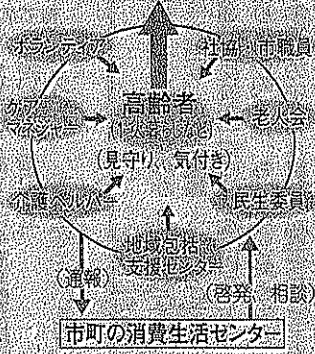 ボランティア
社協・市職員
高齢者
(1人暮らしなど)
(見守り、気付き)
ケア
マネジャー
老人会
介護ヘルパー
民生委員
地域包括
支援センター
(通報)
(啓発、相談)
市町の消費生活センター